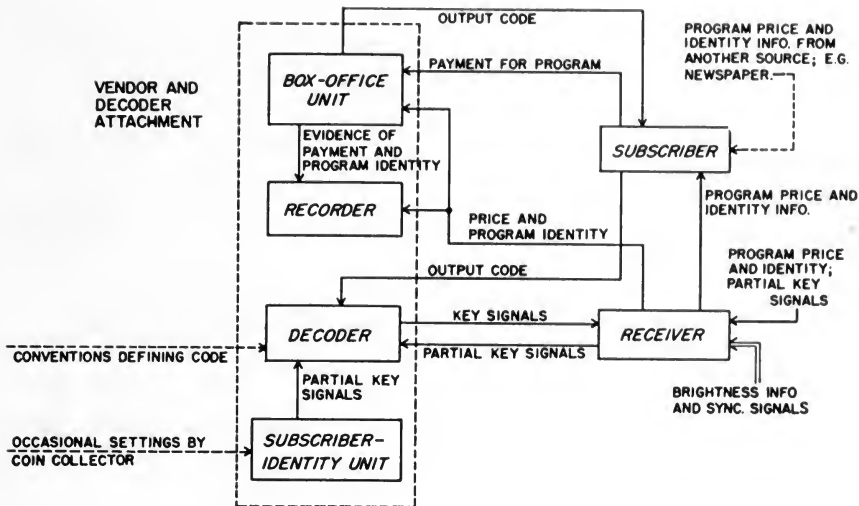 OUTPUT CODE
PROGRAM PRICE AND
IDENTITY INFO. FROM
ANOTHER SOURCE; E.G.
NEWSPAPER.
VENDOR AND
DECODER
ATTACHMENT
BOX-OFFICE
UNIT
PAYMENT FOR PROGRAM
EVIDENCE OF
PAYMENT AND
PROGRAM IDENTITY
SUBSCRIBER
RECORDER
PROGRAM PRICE AND
IDENTITY INFO.
PRICE AND
PROGRAM IDENTITY
OUTPUT CODE
PROGRAM PRICE
AND IDENTITY;
PARTIAL KEY
SIGNALS
DECODER
KEY SIGNALS
RECEIVER
CONVENTIONS DEFINING CODE
PARTIAL KEY SIGNALS
PARTIAL KEY
SIGNALS
BRIGHTNESS INFO
AND SYNC. SIGNALS
OCCASIONAL SETTINGS BY
COIN COLLECTOR
SUBSCRIBER-
IDENTITY UNIT